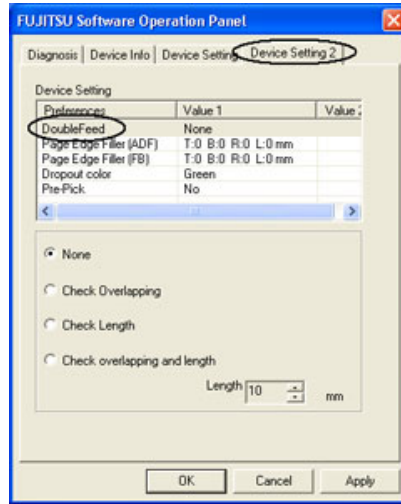 FUJITSU Software Operation Panel
Diagnosis Device Info Device Setting Device Setting 2
Device Setting
Preferences Value 1 Value
DoubleFeed None
Page Edge Filler (ADF) T:0 B:0 R:0 L:0 mm
Page Edge Filler (FB) T:0 B:0 R:0 L:0 mm
Dropout color Green
Pre-Pick No
None
Check Overlapping
Check Length
Check overlapping and length
Length 10 mm
OK Cancel Apply